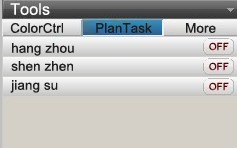 Tools
ColorCtrl PlanTask More
hang zhou OFF
shen zhen OFF
jiang su OFF